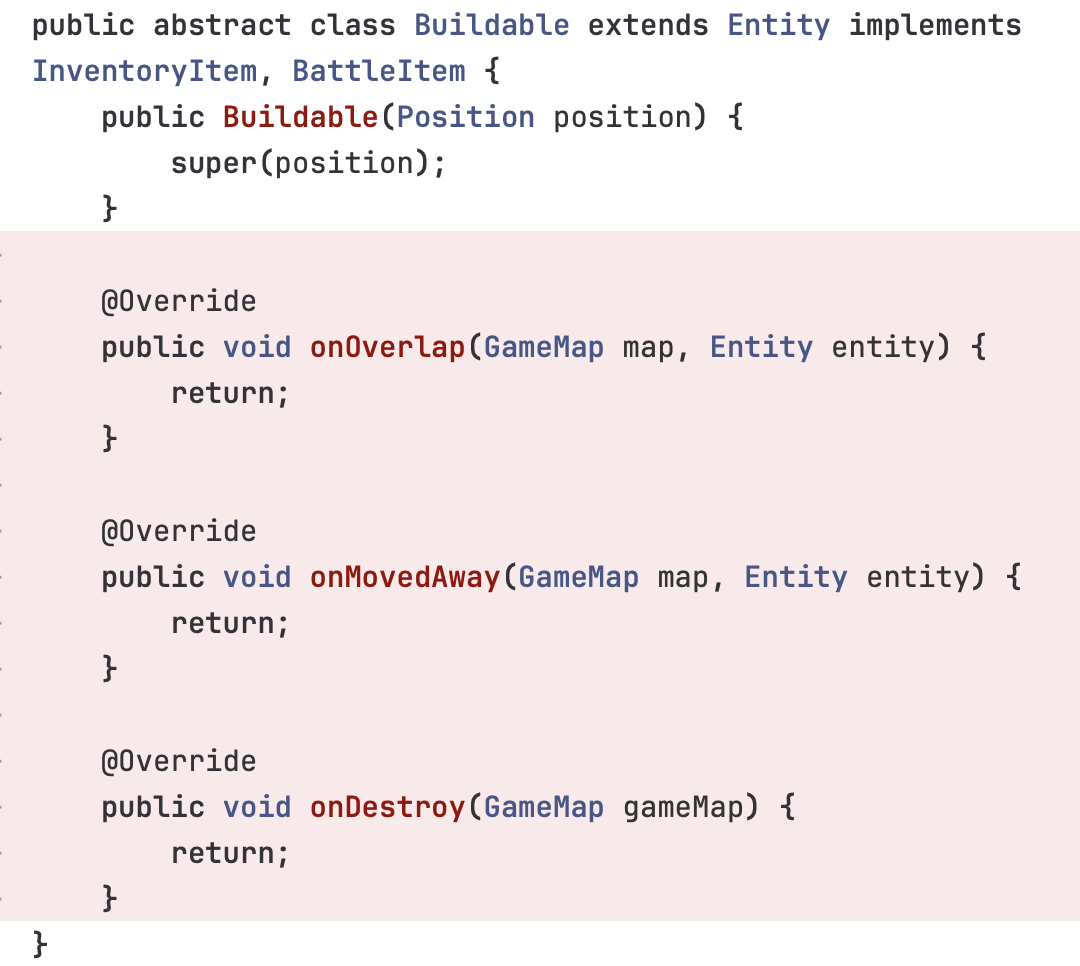 public abstract class Buildable extends Entity implements
InventoryItem, BattleItem {
    public Buildable(Position position) {
        super(position);
    }

    @Override
    public void onOverlap(GameMap map, Entity entity) {
        return;
    }

    @Override
    public void onMovedAway(GameMap map, Entity entity) {
        return;
    }

    @Override
    public void onDestroy(GameMap gameMap) {
        return;
    }
}